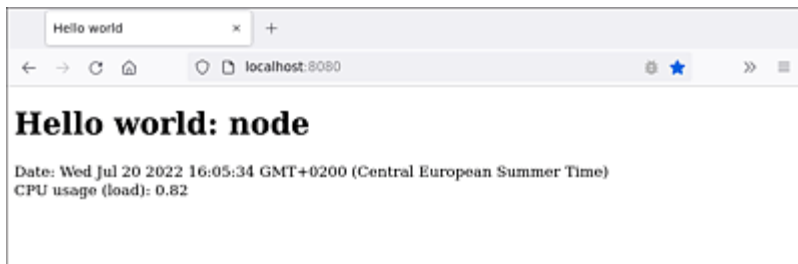 Hello world
localhost:8080
Hello world: node
Date: Wed Jul 20 2022 16:05:34 GMT+0200 (Central European Summer Time)
CPU usage (load): 0.82